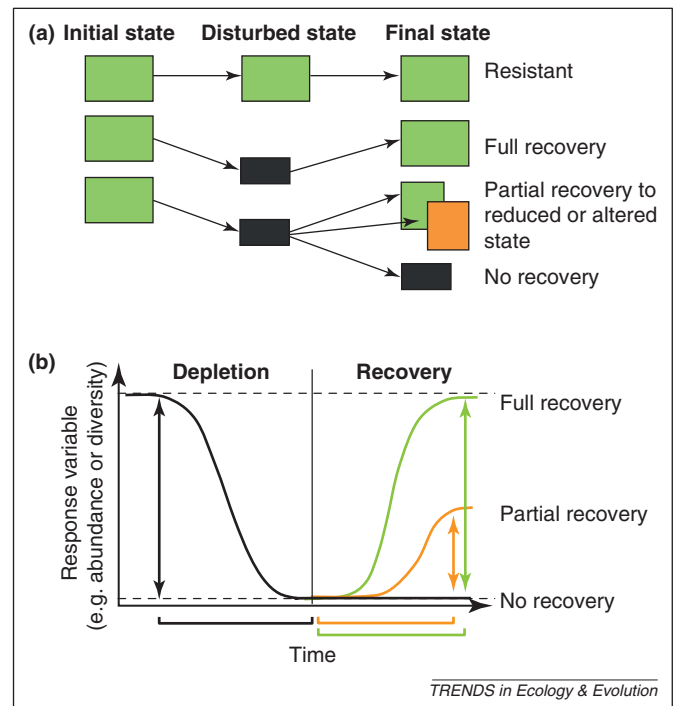 (a) Initial state Disturbed state Final state
Resistant
Full recovery
Partial recovery to
reduced or altered
state
No recovery
(b) Depletion Recovery
Response variable
(e.g. abundance or diversity)
Full recovery
Partial recovery
No recovery
Time
TRENDS in Ecology & Evolution